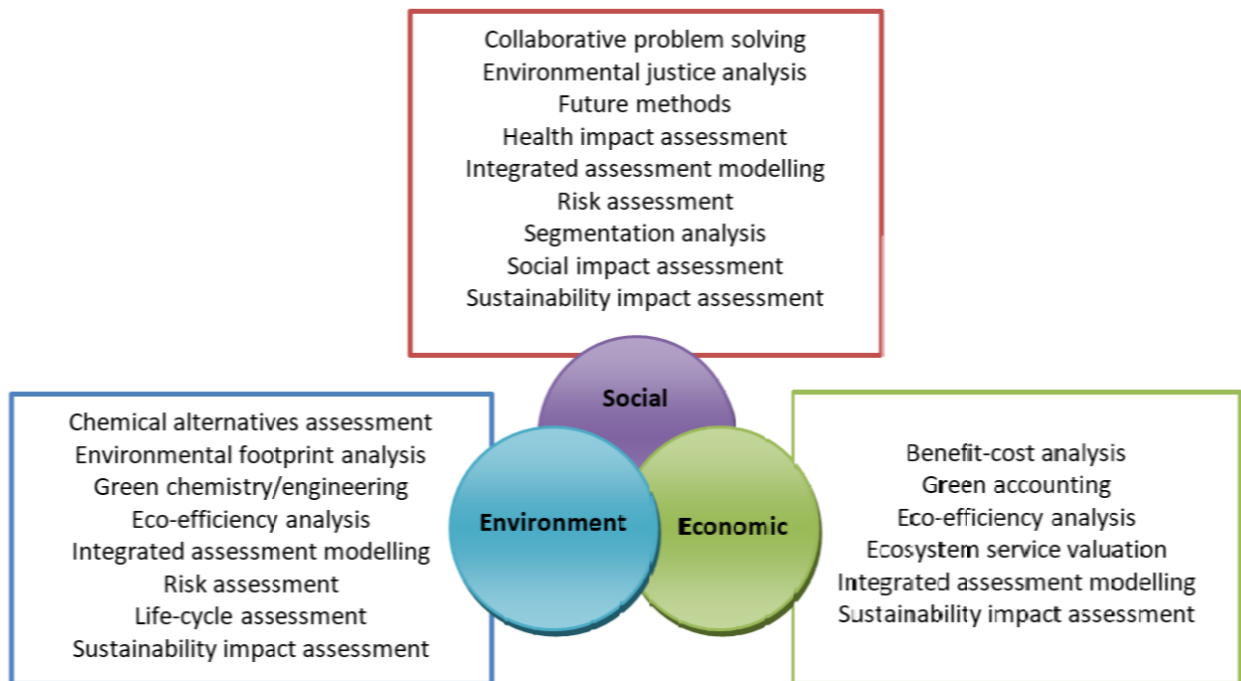 Collaborative problem solving
Environmental justice analysis
Future methods
Health impact assessment
Integrated assessment modelling
Risk assessment
Segmentation analysis
Social impact assessment
Sustainability impact assessment
Social
Chemical alternatives assessment
Environmental footprint analysis
Green chemistry/engineering
Eco-efficiency analysis
Integrated assessment modelling
Risk assessment
Life-cycle assessment
Sustainability impact assessment
Environment
Economic
Benefit-cost analysis
Green accounting
Eco-efficiency analysis
Ecosystem service valuation
Integrated assessment modelling
Sustainability impact assessment